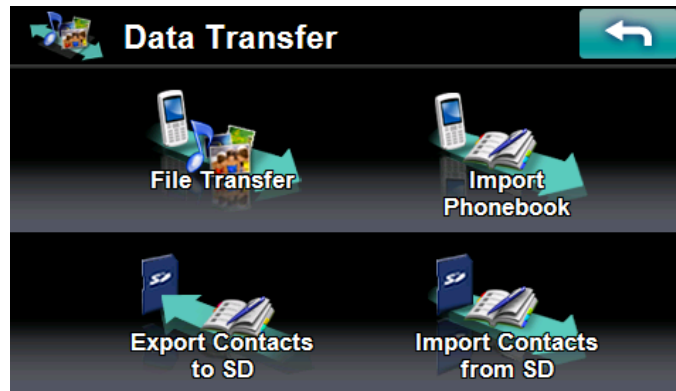 Data Transfer
File Transfer
Import
Phonebook
Export Contacts
to SD
Import Contacts
from SD